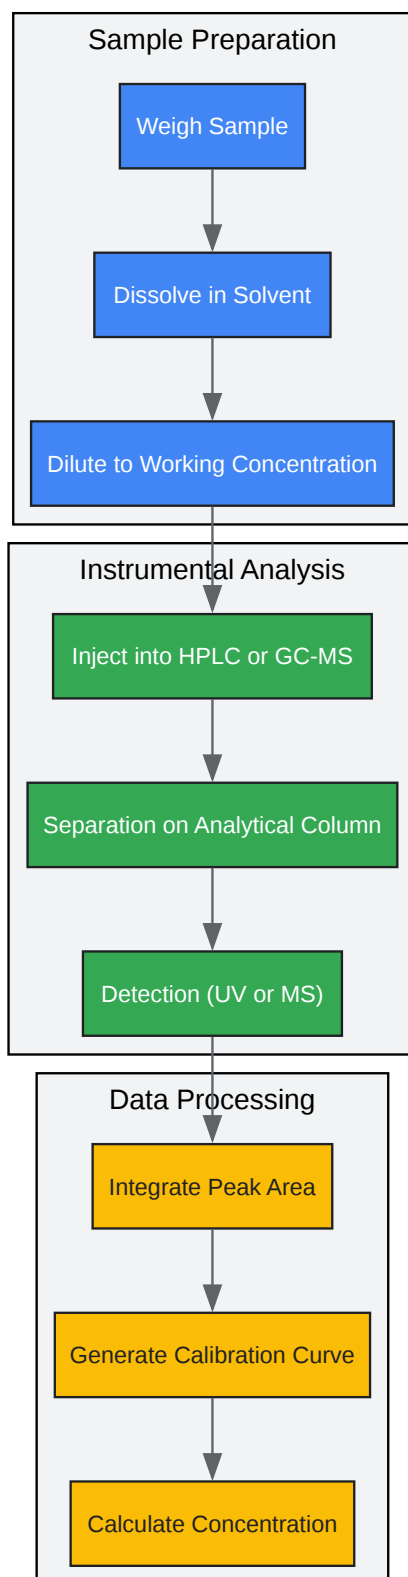 Sample Preparation
Weigh Sample
Dissolve in Solvent
Dilute to Working Concentration
Instrumental Analysis
Inject into HPLC or GC-MS
Separation on Analytical Column
Detection (UV or MS)
Data Processing
Integrate Peak Area
Generate Calibration Curve
Calculate Concentration